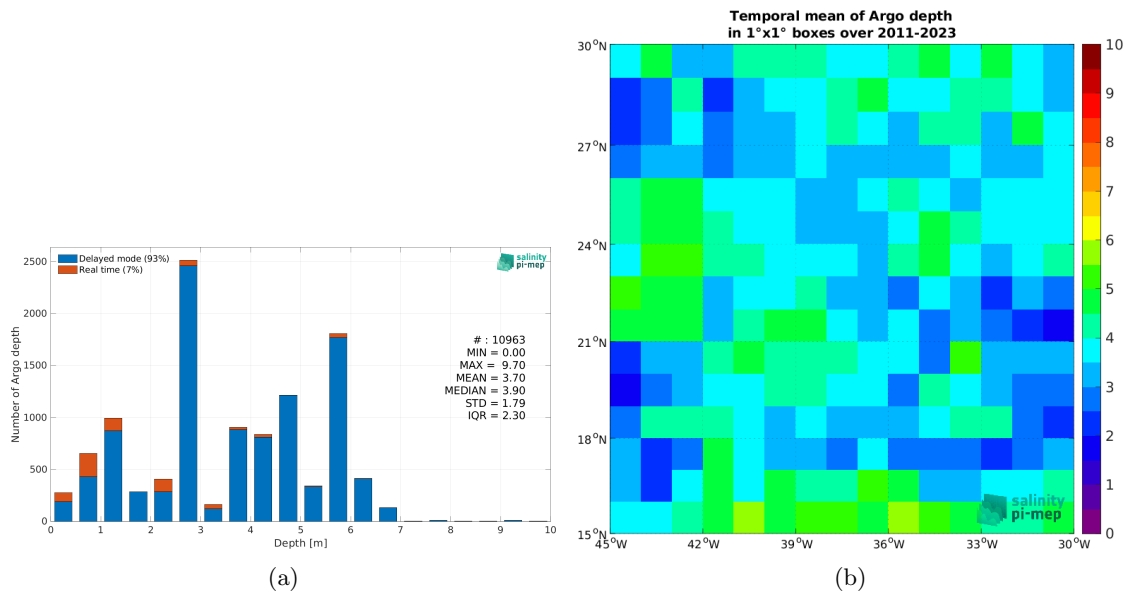 Delayed mode (93%)
Real time (7%)
salinity
pi-mep
# : 10963
MIN = 0.00
MAX = 9.70
MEAN = 3.70
MEDIAN = 3.90
STD = 1.79
IQR = 2.30
Number of Argo depth
2500
2000
1500
1000
500
0
0 1 2 3 4 5 6 7 8 9 10
Depth [m]
(a)
Temporal mean of Argo depth
in 1°x1° boxes over 2011-2023
30°N
27°N
24°N
21°N
18°N
15°N
45°W 42°W 39°W 36°W 33°W 30°W
salinity
pi-mep
10
9
8
7
6
5
4
3
2
1
0
(b)